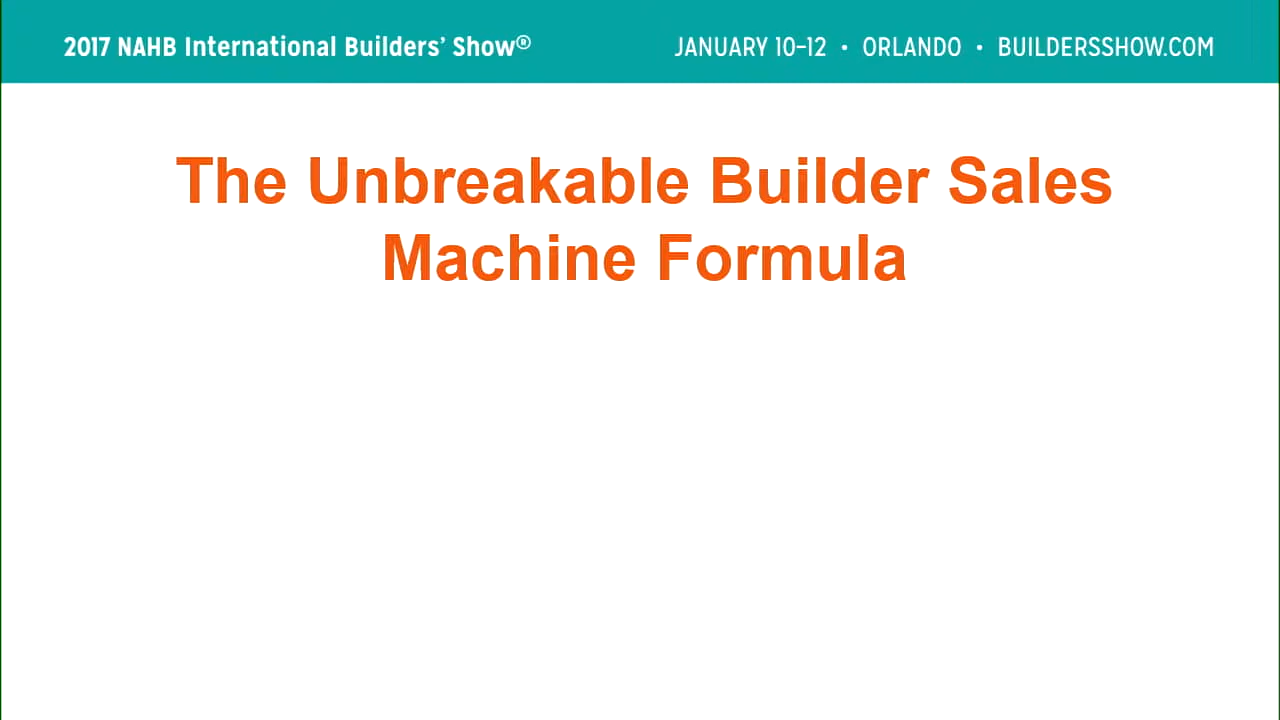 2017 NAHB International Builders’ Show®
JANUARY 10–12 • ORLANDO • BUILDERSSHOW.COM
The Unbreakable Builder Sales
Machine Formula